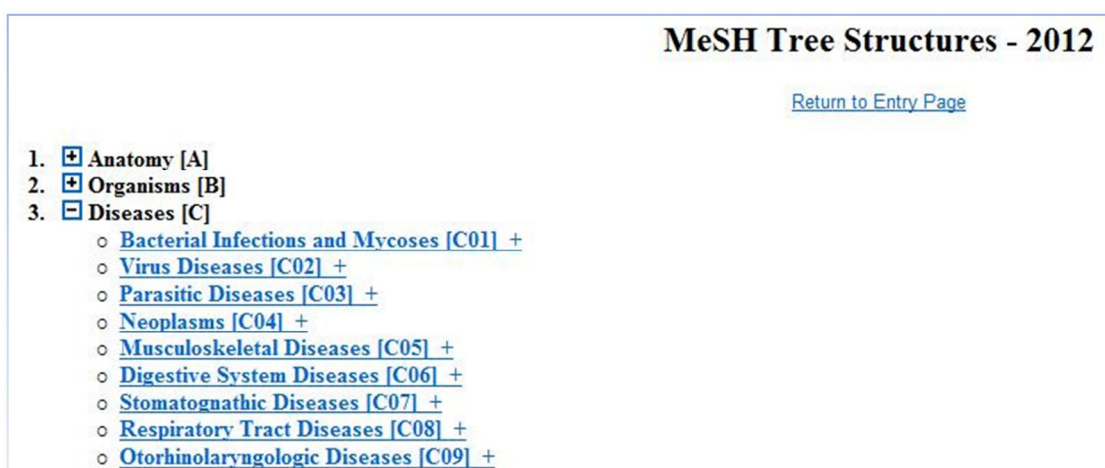 MeSH Tree Structures - 2012
Return to Entry Page
1. + Anatomy [A]
2. + Organisms [B]
3. - Diseases [C]
Bacterial Infections and Mycoses [C01] +
Virus Diseases [C02] +
Parasitic Diseases [C03] +
Neoplasms [C04] +
Musculoskeletal Diseases [C05] +
Digestive System Diseases [C06] +
Stomatognathic Diseases [C07] +
Respiratory Tract Diseases [C08] +
Otorhinolaryngologic Diseases [C09] +